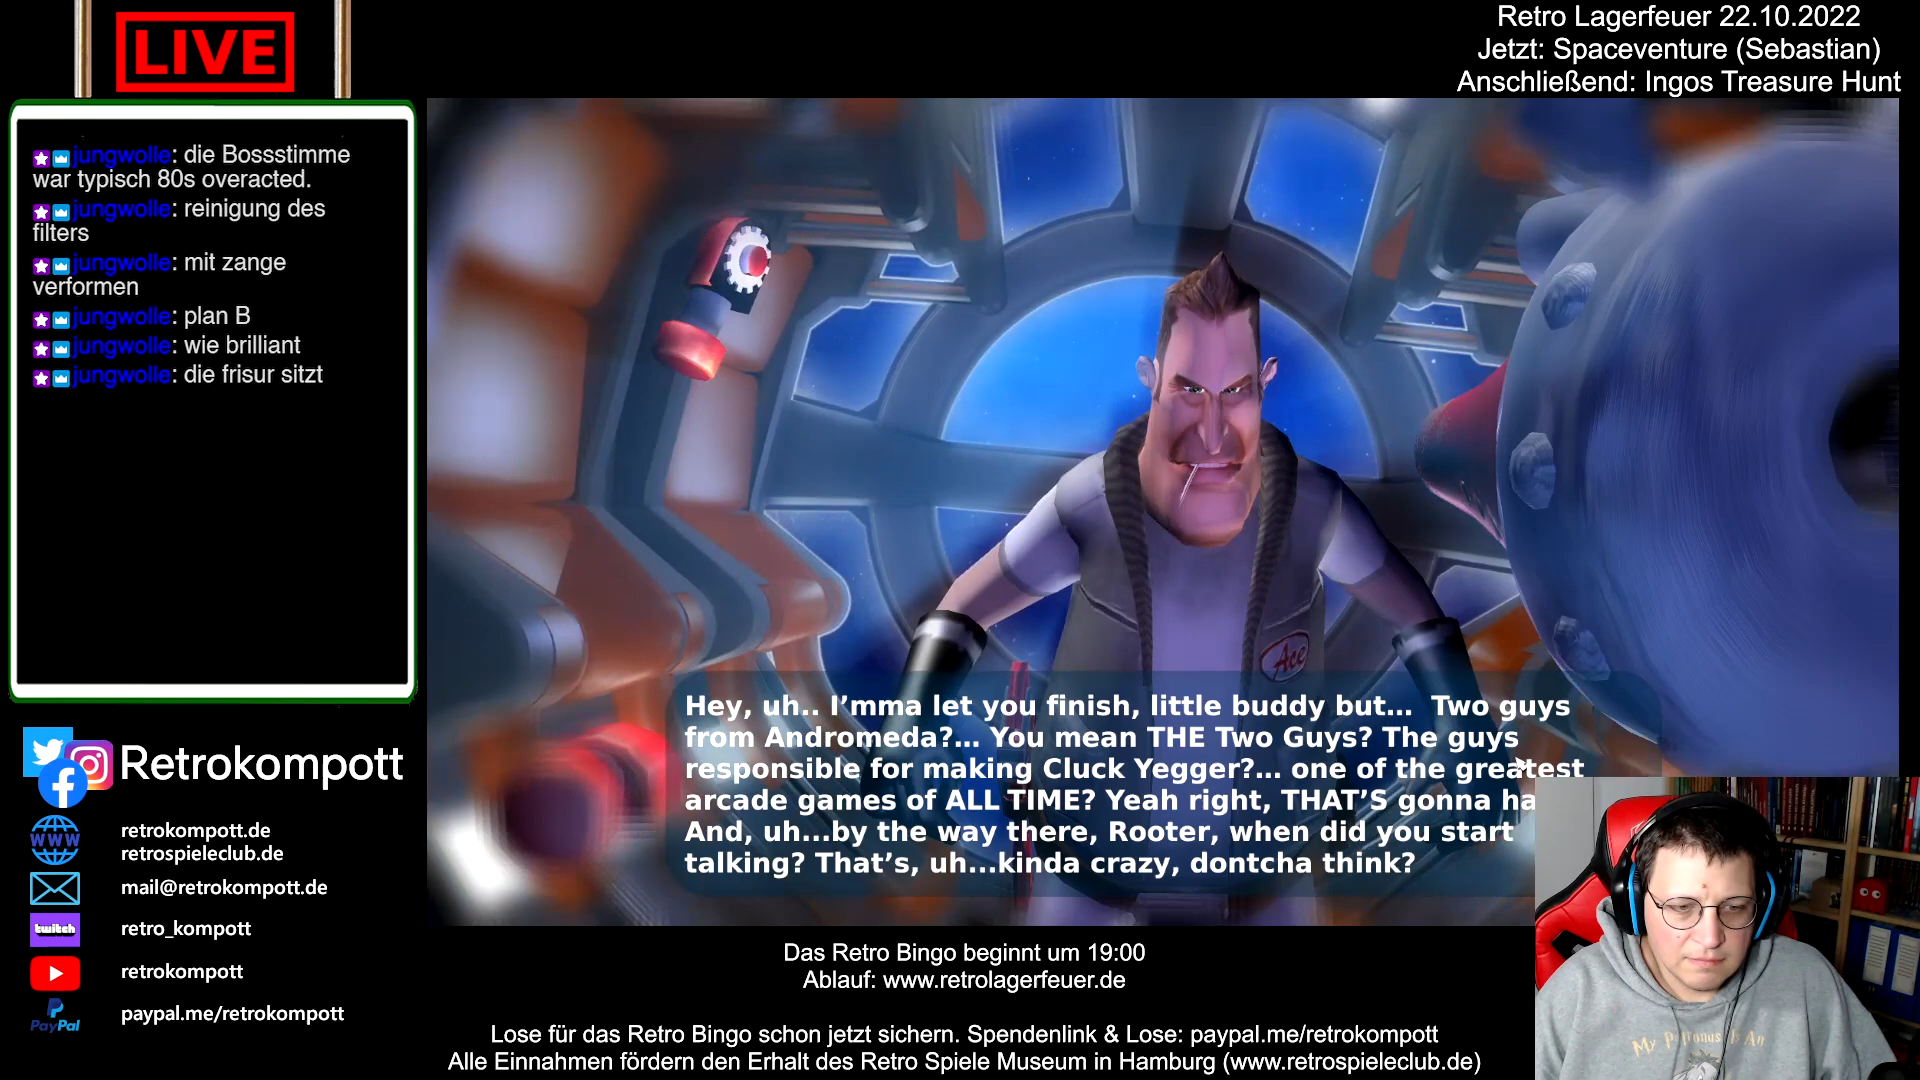 LIVE
Retro Lagerfeuer 22.10.2022
Jetzt: Spaceventure (Sebastian)
Anschließend: Ingos Treasure Hunt
jungwolle: die Bossstimme
war typisch 80s overacted.
jungwolle: reinigung des
filters
jungwolle: mit zange
verformen
jungwolle: plan B
jungwolle: wie brilliant
jungwolle: die frisur sitzt
Ace
Hey, uh.. I’mma let you finish, little buddy but... Two guys
from Andromeda?... You mean THE Two Guys? The guys
responsible for making Cluck Yegger?... one of the greatest
arcade games of ALL TIME? Yeah right, THAT’S gonna ha
And, uh...by the way there, Rooter, when did you start
talking? That’s, uh...kinda crazy, dontcha think?
Retrokompott
WWW
retrokompott.de
retrospieleclub.de
mail@retrokompott.de
twitch
retro_kompott
retrokompott
PayPal
paypal.me/retrokompott
Das Retro Bingo beginnt um 19:00
Ablauf: www.retrolagerfeuer.de
Lose für das Retro Bingo schon jetzt sichern. Spendenlink & Lose: paypal.me/retrokompott
Alle Einnahmen fördern den Erhalt des Retro Spiele Museum in Hamburg (www.retrospieleclub.de)
My Patronus Is An